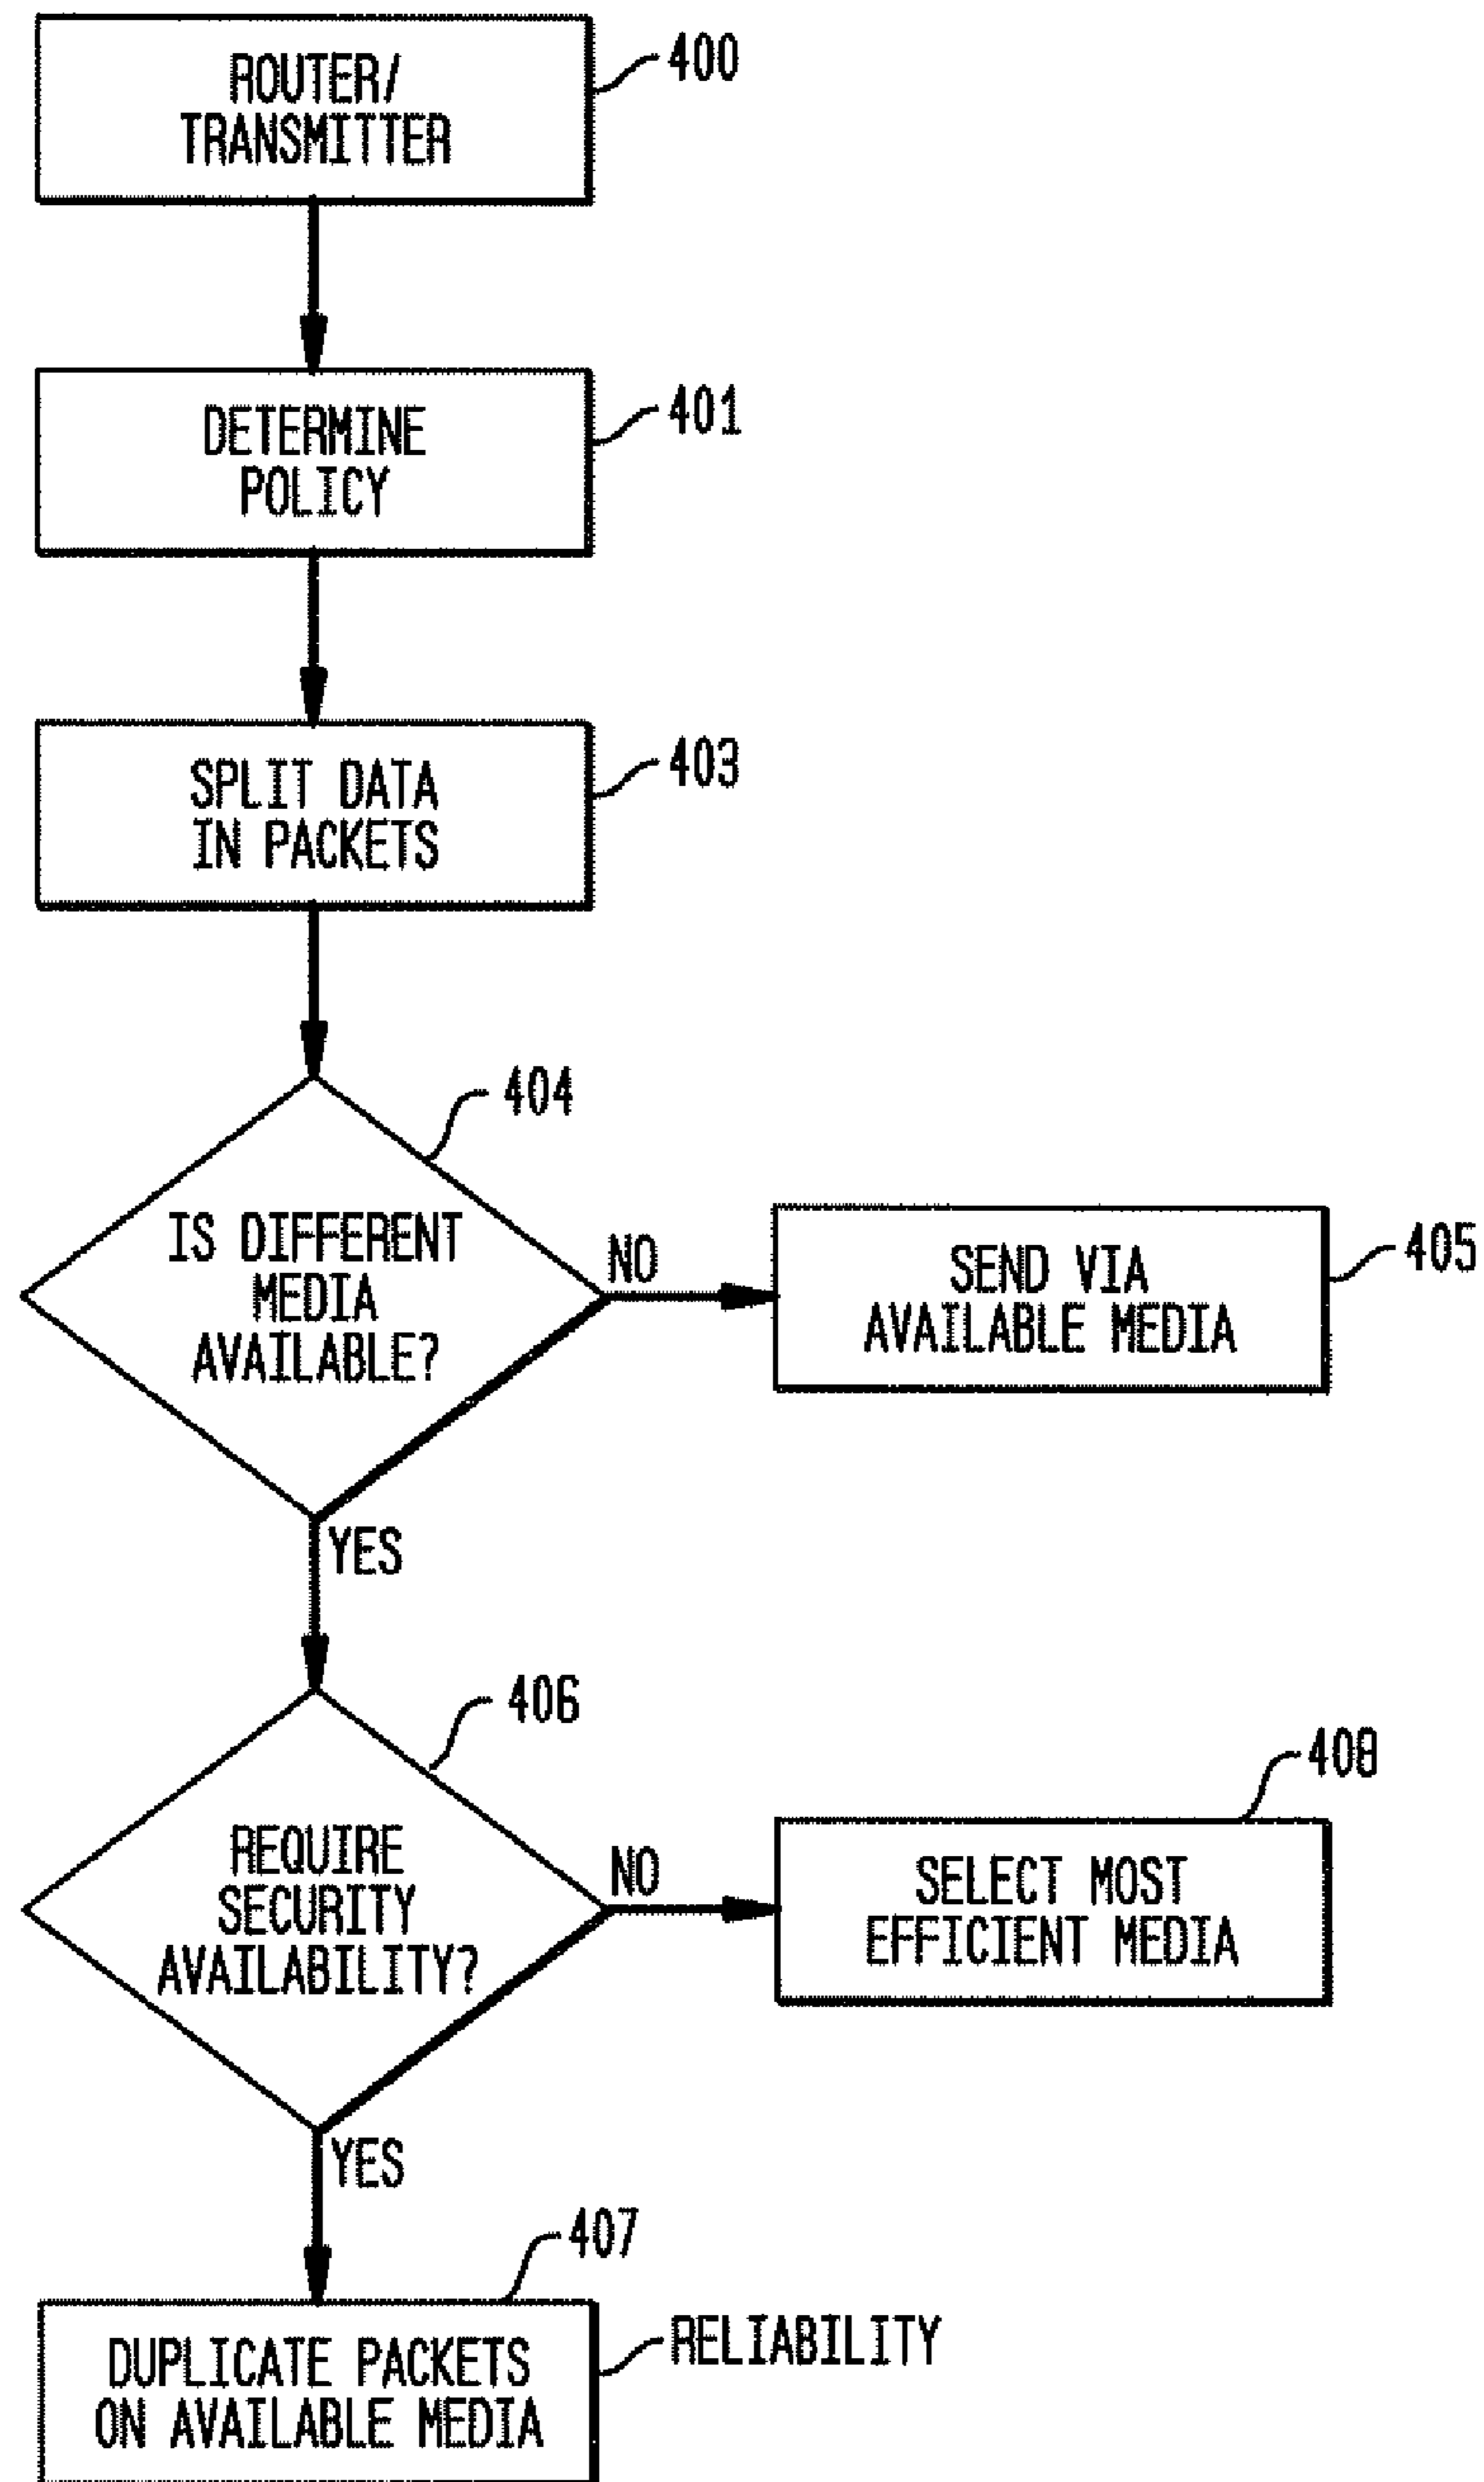 ROUTER/
TRANSMITTER
400
DETERMINE
POLICY
401
SPLIT DATA
IN PACKETS
403
404
IS DIFFERENT
MEDIA
AVAILABLE?
NO
SEND VIA
AVAILABLE MEDIA
405
YES
406
REQUIRE
SECURITY
AVAILABILITY?
NO
408
SELECT MOST
EFFICIENT MEDIA
YES
407
DUPLICATE PACKETS
ON AVAILABLE MEDIA
RELIABILITY